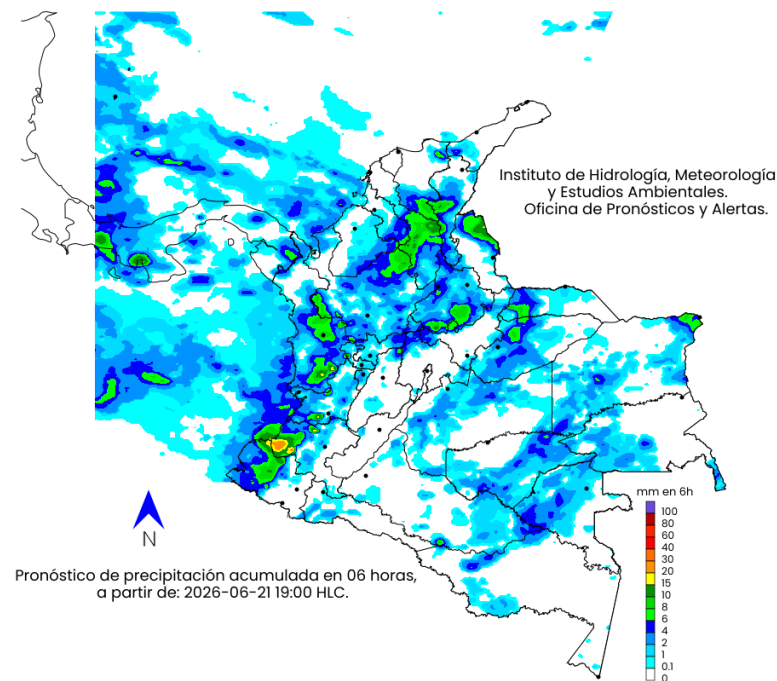 Instituto de Hidrología, Meteorología
y Estudios Ambientales.
Oficina de Pronósticos y Alertas.
mm en 6h
100
80
60
40
30
20
15
10
8
6
4
2
1
0.1
0
N
Pronóstico de precipitación acumulada en 06 horas,
a partir de: 2026-06-21 19:00 HLC.